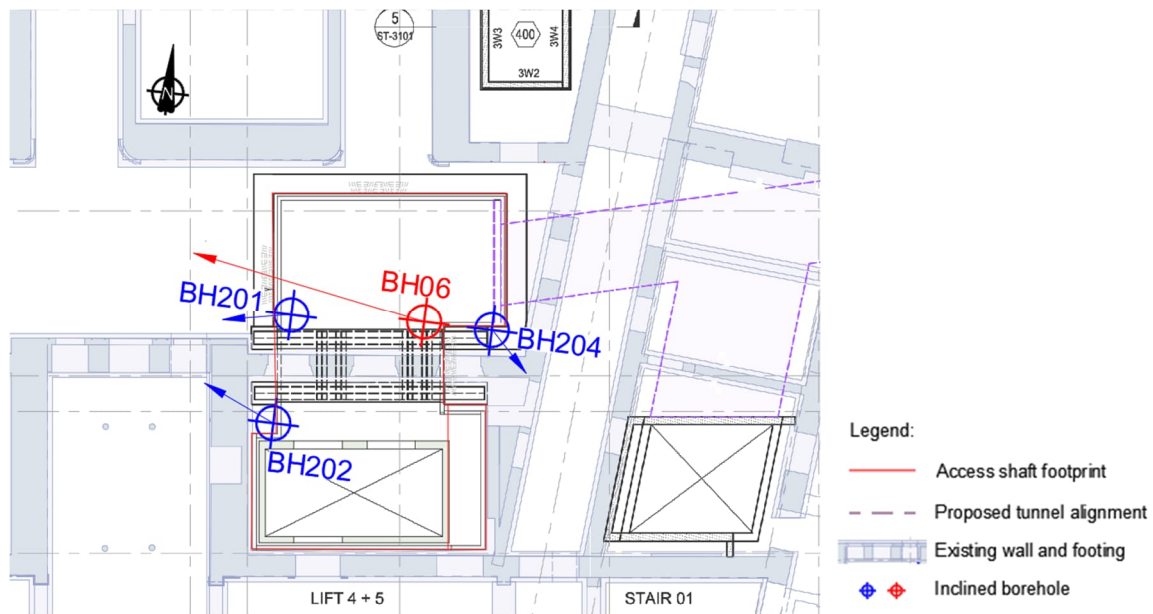 5
ST-3101
3W3
400
3W4
3W2
N
BH201
BH06
BH204
BH202
LIFT 4 + 5
STAIR 01
Legend:
Access shaft footprint
Proposed tunnel alignment
Existing wall and footing
Inclined borehole